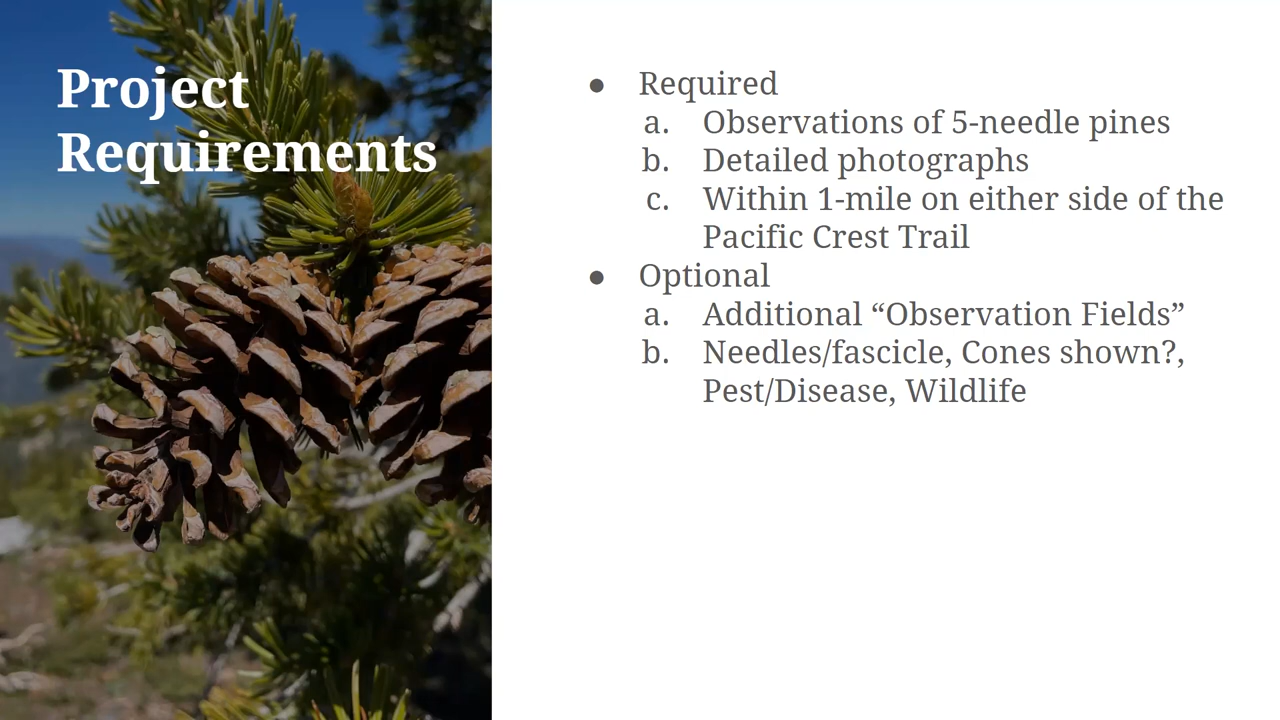 Project
Requirements
● Required
a. Observations of 5-needle pines
b. Detailed photographs
c. Within 1-mile on either side of the
Pacific Crest Trail
● Optional
a. Additional “Observation Fields”
b. Needles/fascicle, Cones shown?,
Pest/Disease, Wildlife